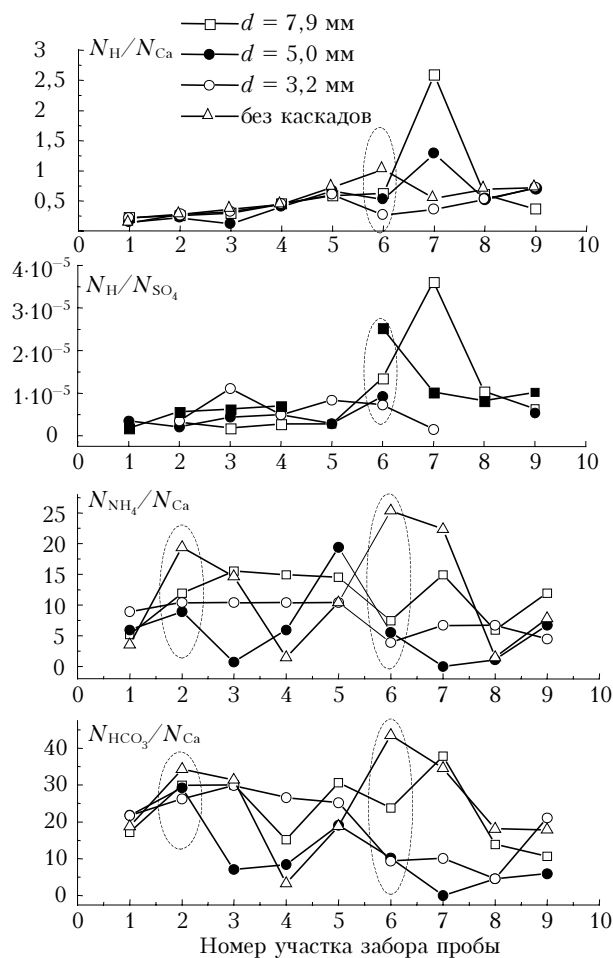 d = 7,9 мм
d = 5,0 мм
d = 3,2 мм
без каскадов
N_H/N_Ca
3
2,5
2
1,5
1
0,5
0 1 2 3 4 5 6 7 8 9 10
N_H/N_SO₄
4·10⁻⁵
3·10⁻⁵
2·10⁻⁵
1·10⁻⁵
0
0 1 2 3 4 5 6 7 8 9 10
N_NH₄/N_Ca
25
20
15
10
5
0
0 1 2 3 4 5 6 7 8 9 10
N_HCO₃/N_Ca
40
30
20
10
0
0 1 2 3 4 5 6 7 8 9 10
Номер участка забора пробы